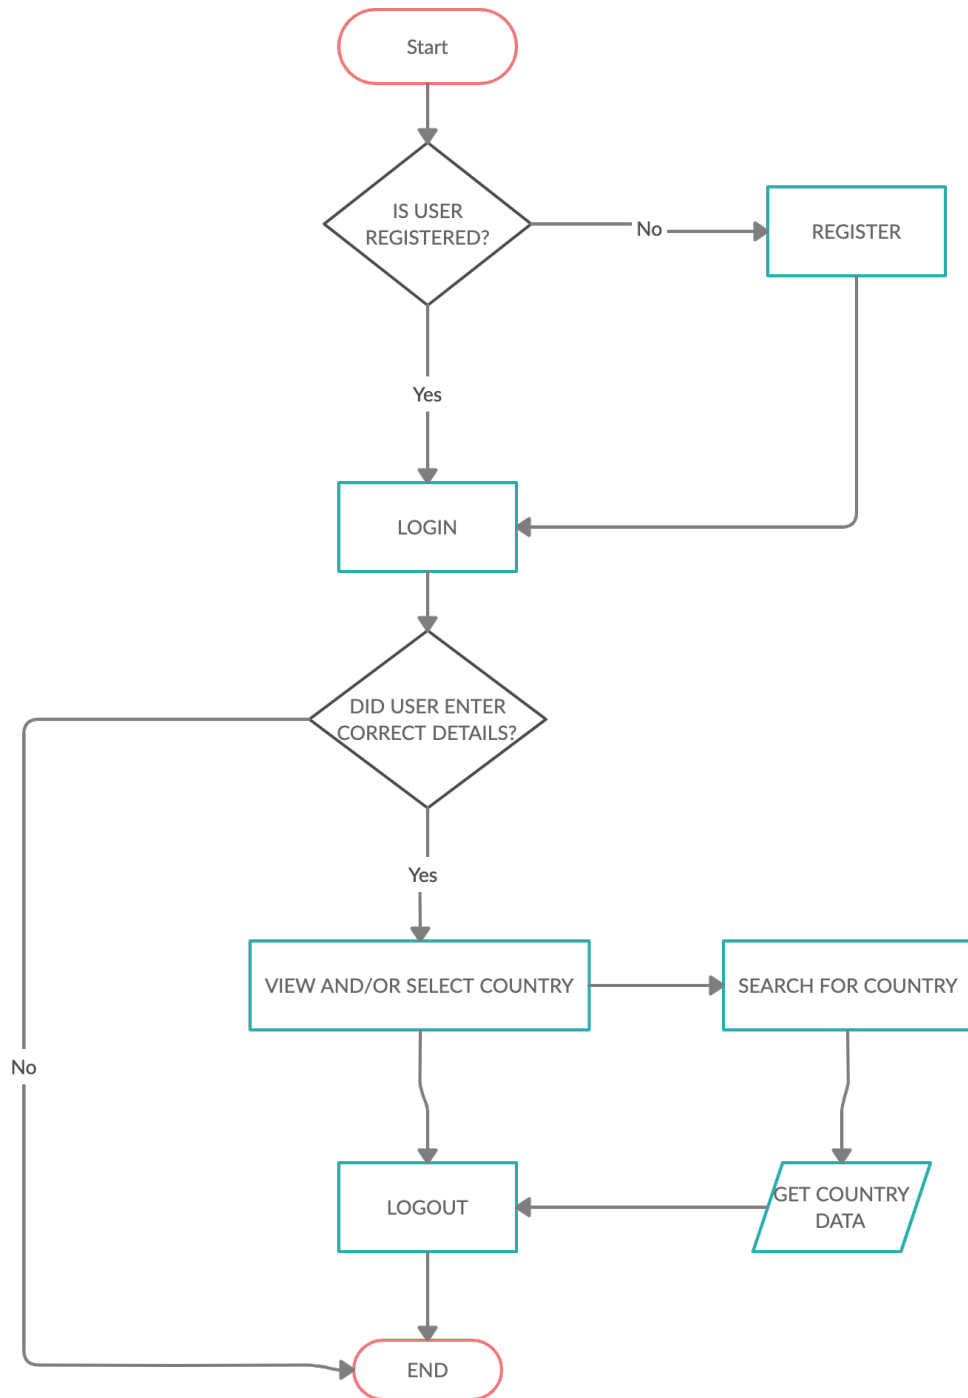 Start
IS USER
REGISTERED?
No
REGISTER
Yes
LOGIN
DID USER ENTER
CORRECT DETAILS?
Yes
VIEW AND/OR SELECT COUNTRY
SEARCH FOR COUNTRY
No
LOGOUT
GET COUNTRY
DATA
END